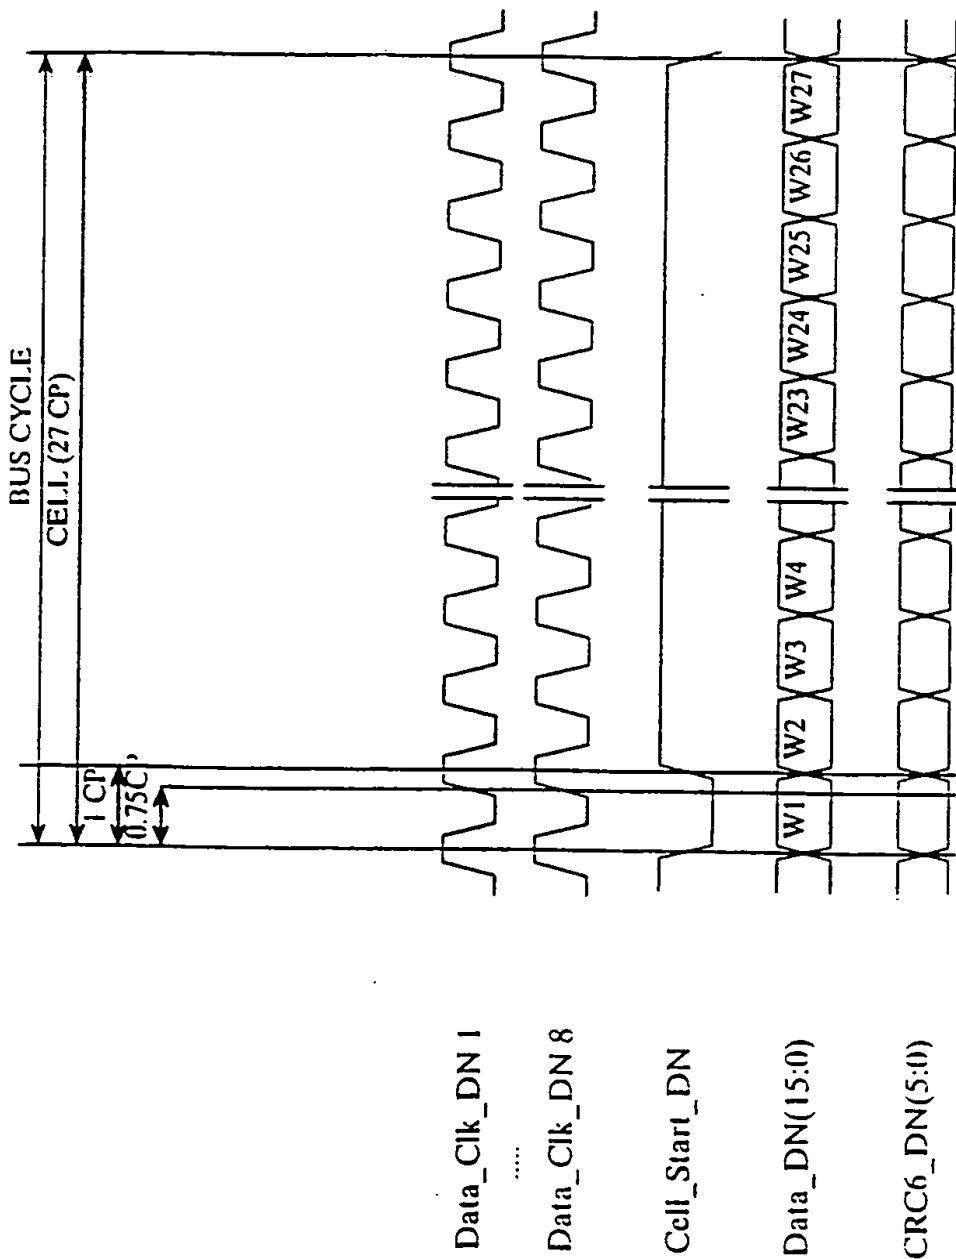 BUS CYCLE
CELL (27 CP)
1 CP
0.75CP
Data_Clk_DN 1
.....
Data_Clk_DN 8
Cell_Start_DN
Data_DN(15:0)
W1 W2 W3 W4 W23 W24 W25 W26 W27
CRC6_DN(5:0)